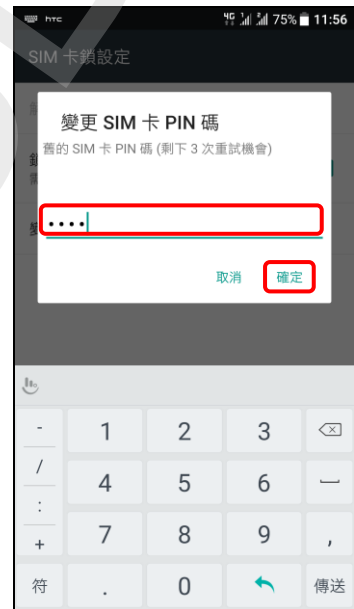 hTC 4G 75% 11:56
SIM 卡鎖設定
變更 SIM 卡 PIN 碼
舊的 SIM 卡 PIN 碼 (剩下 3 次重試機會)
••••
取消 確定
- 1 2 3
/ 4 5 6
:
+ 7 8 9 ,
符 . 0 傳送